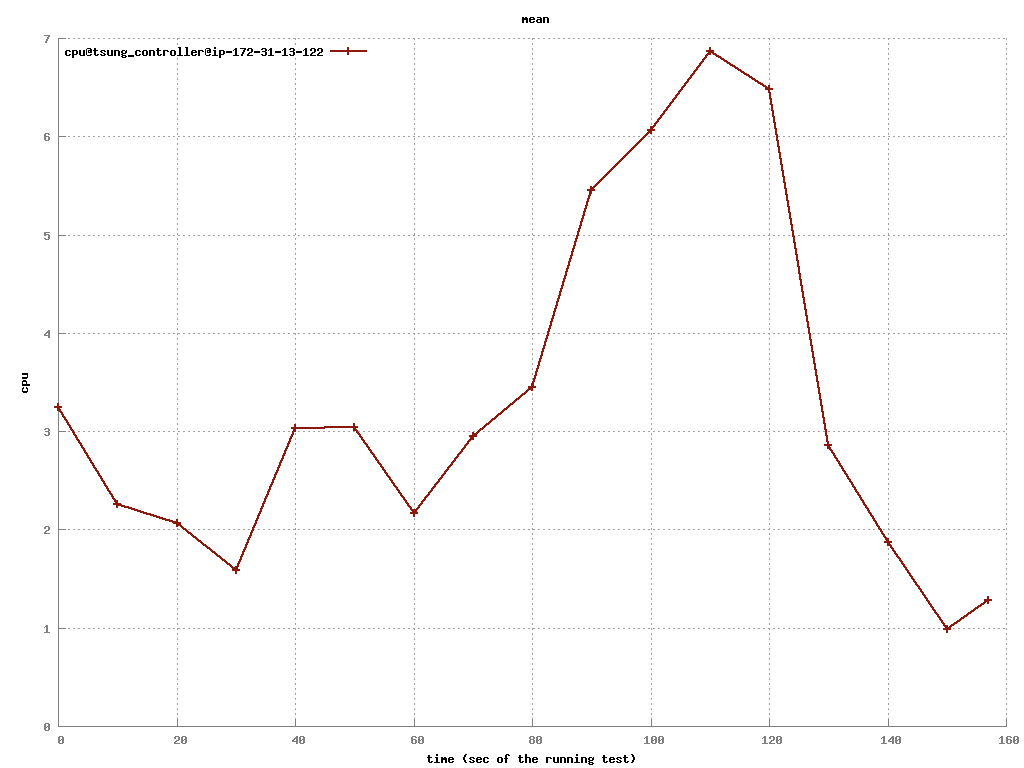 mean
7
cpu@tsung_controller@ip-172-31-13-122
6
5
4
cpu
3
2
1
0
0 20 40 60 80 100 120 140 160
time (sec of the running test)